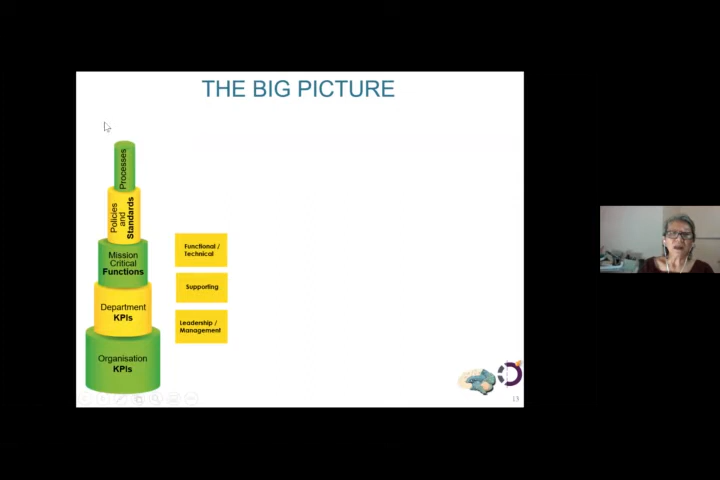 THE BIG PICTURE
Processes
Policies
and
Standards
Mission
Critical
Functions
Department
KPIs
Organisation
KPIs
Functional /
Technical
Supporting
Leadership /
Management
13